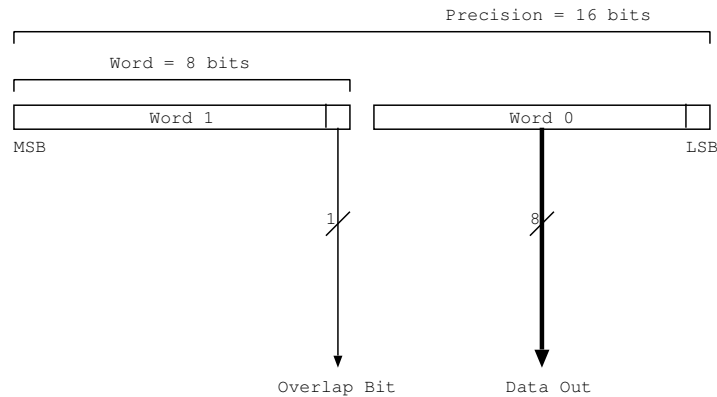 Precision = 16 bits
Word = 8 bits
Word 1
Word 0
MSB
LSB
1
8
Overlap Bit
Data Out